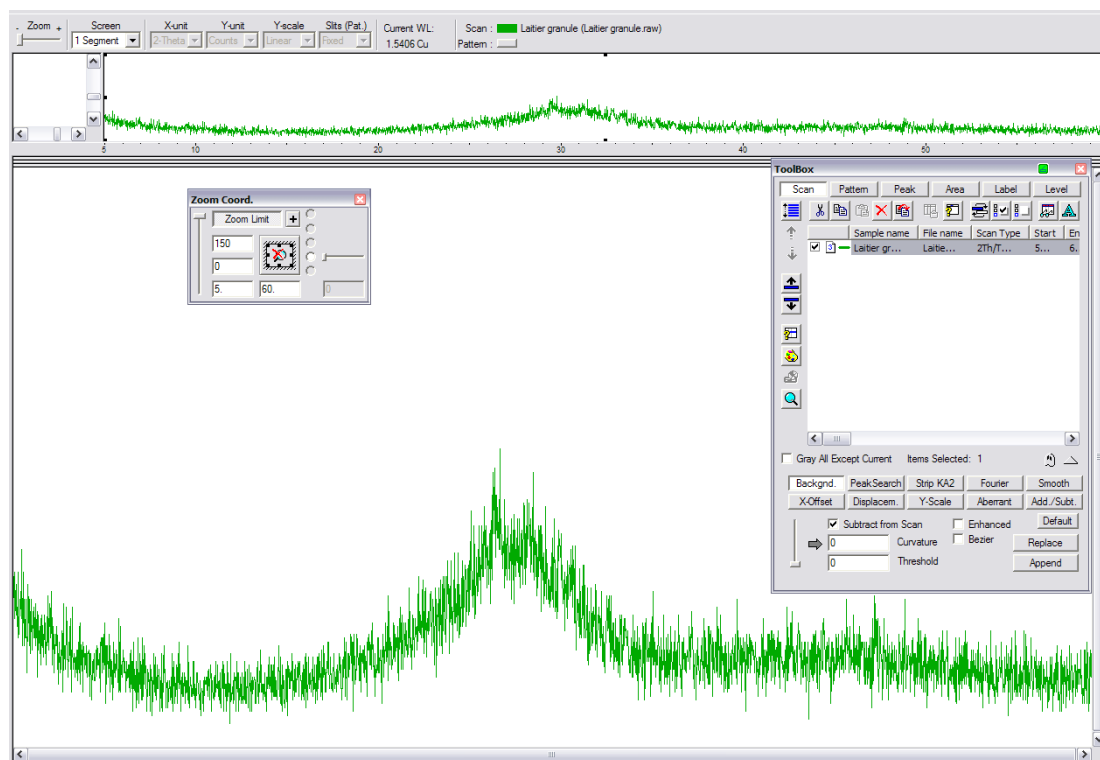 - Zoom +
Screen
X-unit
Y-unit
Y-scale
Slits (Pat.)
1 Segment
2-Theta
Counts
Linear
Fixed
Current WL:
1.5406 Cu
Scan : Laitier granule (Laitier granule.raw)
Pattern :
5 10 20 30 40 50
Zoom Coord.
Zoom Limit +
150
0
5. 60. 0
ToolBox
Scan Pattern Peak Area Label Level
Sample name File name Scan Type Start En
Laitier gr... Laitie... 2Th/T... 5... 6.
Gray All Except Current Items Selected: 1
Backgnd. PeakSearch Strip KA2 Fourier Smooth
X-Offset Displacem. Y-Scale Aberrant Add./Subt.
Subtract from Scan Enhanced Default
0 Curvature Bezier Replace
0 Threshold Append